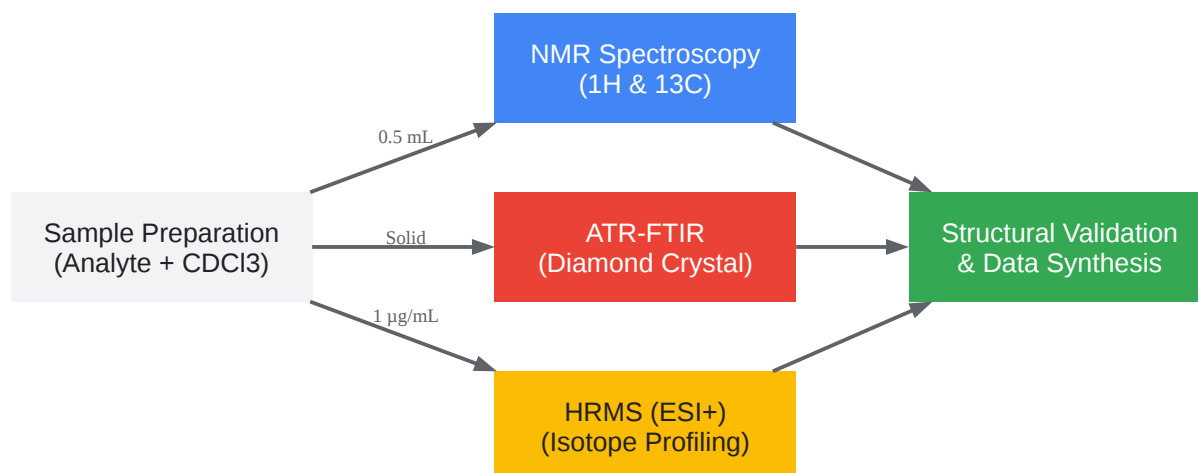 NMR Spectroscopy
(1H & 13C)
0.5 mL
Sample Preparation
(Analyte + CDCl3)
Solid
ATR-FTIR
(Diamond Crystal)
Structural Validation
& Data Synthesis
1 µg/mL
HRMS (ESI+)
(Isotope Profiling)